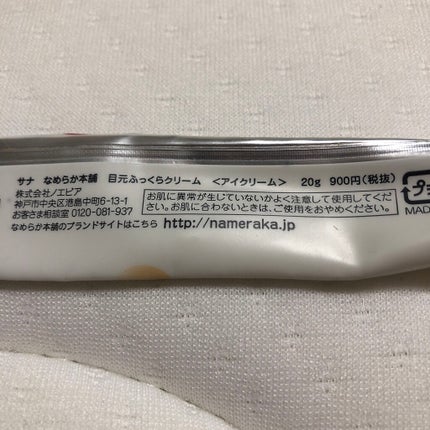 サナ なめらか本舗 目元ふっくらクリーム <アイクリーム> 20g 900円(税抜)
株式会社ノエビア
神戸市中央区港島中町6-13-1
お客さま相談室 0120-081-937
お肌に異常が生じていないかよく注意して使用してください。お肌に合わないときは、ご使用をおやめください。
なめらか本舗のブランドサイトはこちら http://nameraka.jp
プラ
MAD